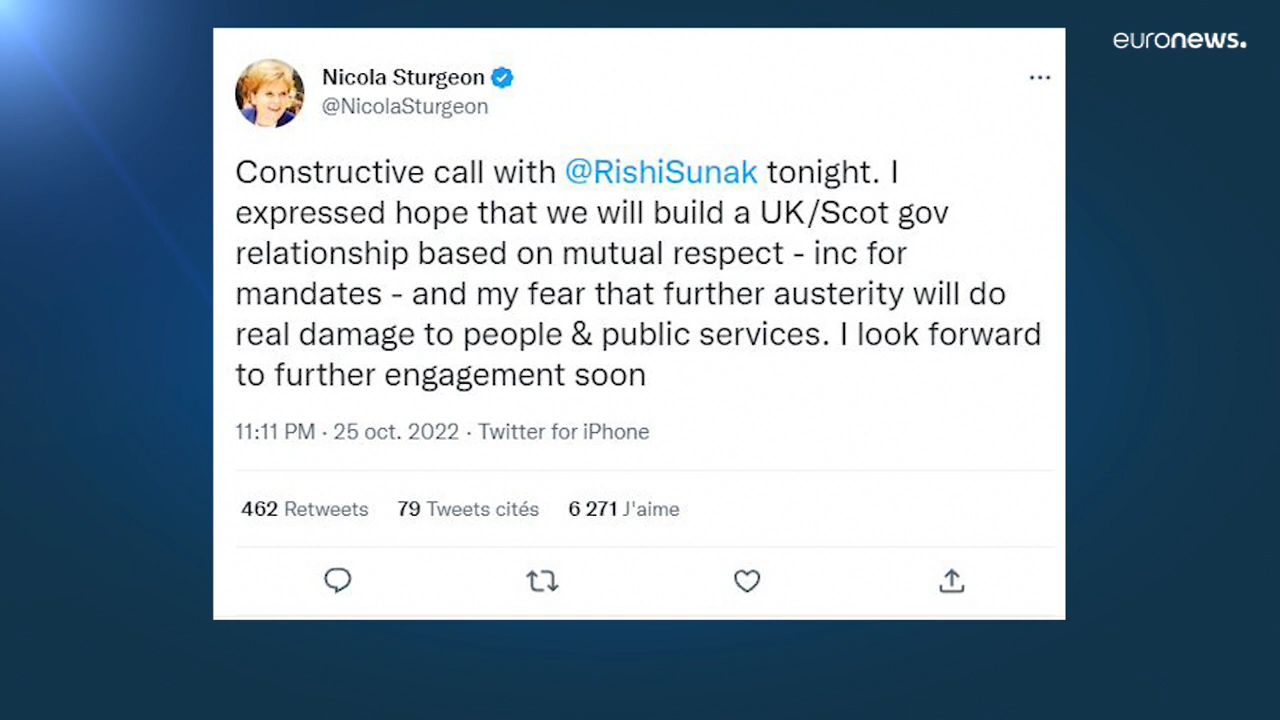 euronews.
Nicola Sturgeon
@NicolaSturgeon
Constructive call with @RishiSunak tonight. I
expressed hope that we will build a UK/Scot gov
relationship based on mutual respect - inc for
mandates - and my fear that further austerity will do
real damage to people & public services. I look forward
to further engagement soon
11:11 PM · 25 oct. 2022 · Twitter for iPhone
462 Retweets 79 Tweets cités 6 271 J'aime